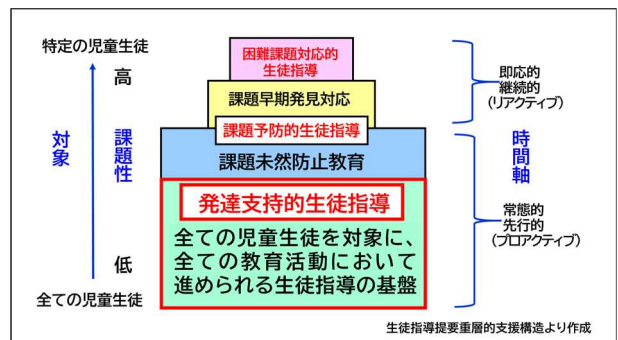 特定の児童生徒
高
対象
課題性
低
全ての児童生徒
困難課題対応的
生徒指導
課題早期発見対応
課題予防的生徒指導
課題未然防止教育
発達支持的生徒指導
全ての児童生徒を対象に、
全ての教育活動において
進められる生徒指導の基盤
即応的
継続的
(リアクティブ)
時間軸
常態的
先行的
(プロアクティブ)
生徒指導提要重層的支援構造より作成